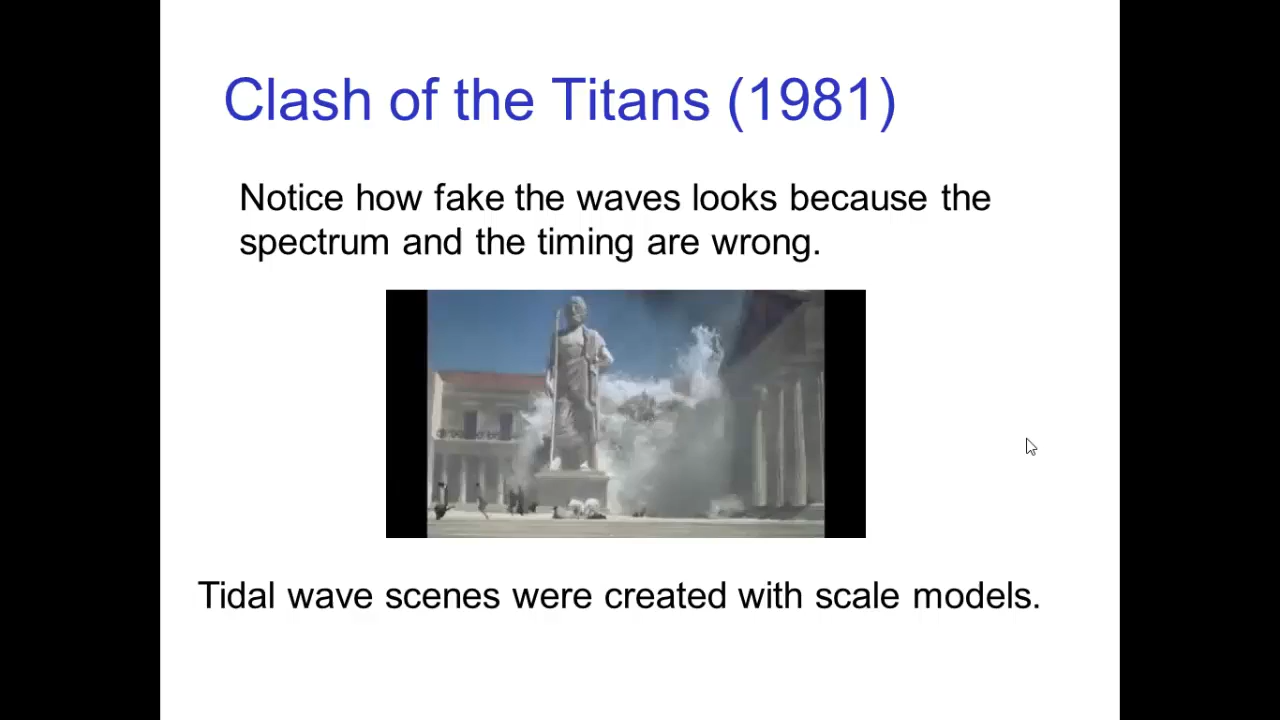 Clash of the Titans (1981)
Notice how fake the waves looks because the
spectrum and the timing are wrong.
Tidal wave scenes were created with scale models.